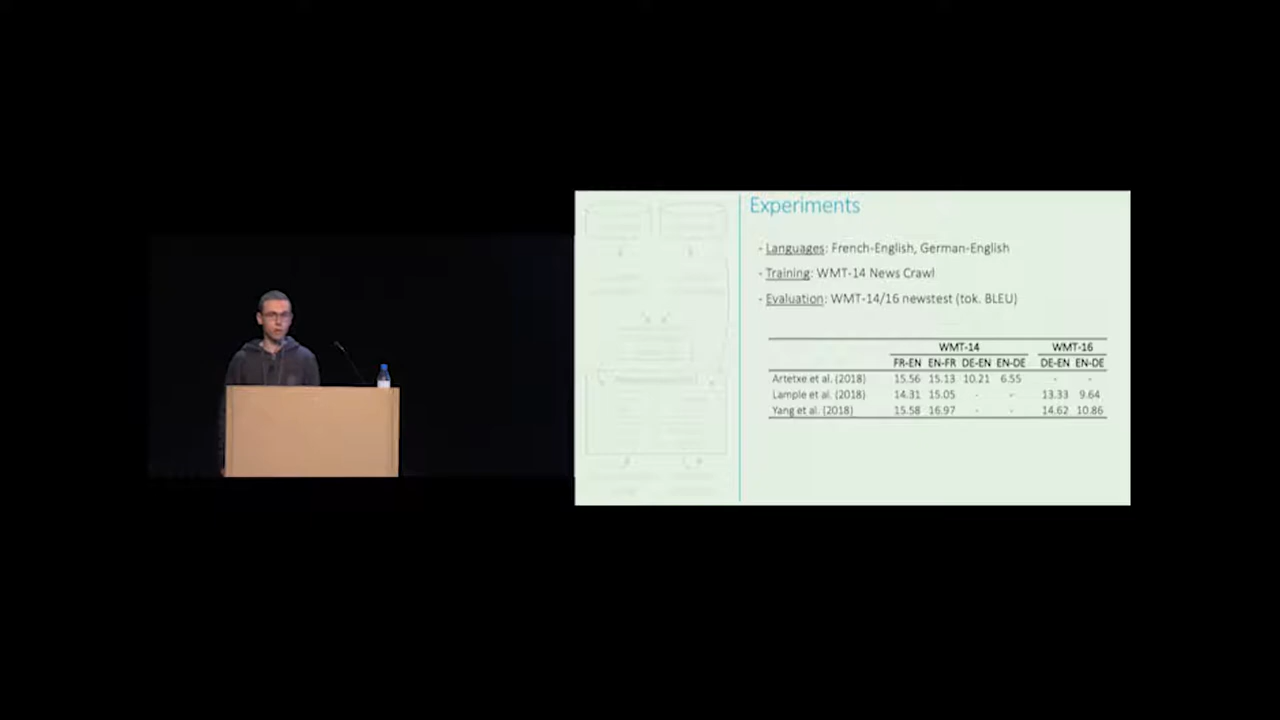 Experiments
- Languages: French-English, German-English
- Training: WMT-14 News Crawl
- Evaluation: WMT-14/16 newstest (tok. BLEU)
WMT-14 WMT-16
FR-EN EN-FR DE-EN EN-DE DE-EN EN-DE
Artetxe et al. (2018) 15.56 15.13 10.21 6.55 - -
Lample et al. (2018) 14.31 15.05 - - 13.33 9.64
Yang et al. (2018) 15.58 16.97 - - 14.62 10.86